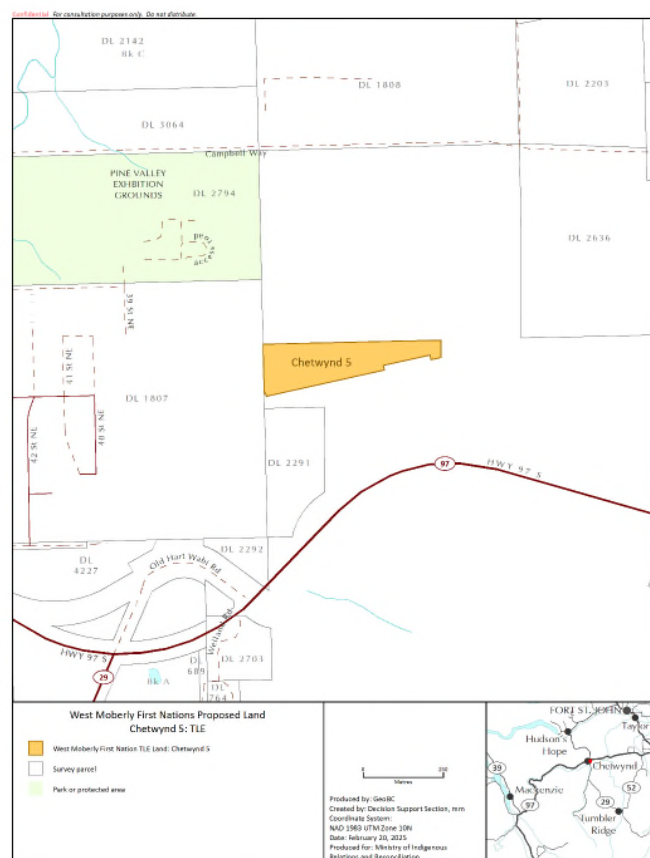 Confidential For consultation purposes only. Do not distribute.
DL 2142
Bk C
DL 1808
DL 2203
DL 3064
Campbell Way
PINE VALLEY
EXHIBITION
GROUNDS
DL 2794
access road
DL 2636
39 St NE
Chetwynd 5
41 St NE
DL 1807
42 St NE
40 St NE
DL 2291
97
HWY 97 S
DL 2292
DL
4227
Old Hart Wabi Rd
Weiland Rd
HWY 97 S
DL
689
DL 2703
29
Bk A
DL
764
West Moberly First Nations Proposed Land
Chetwynd 5: TLE
West Moberly First Nation TLE Land: Chetwynd 5
Survey parcel
Park or protected area
0 250
Metres
Produced by: GeoBC
Created by: Decision Support Section, mm
Coordinate System:
NAD 1983 UTM Zone 10N
Date: February 20, 2025
Produced for: Ministry of Indigenous
Relations and Reconciliation
FORT ST. JOHN
Taylor
Hudson's
Hope
Chetwynd
39
Mackenzie
97
29
52
Tumbler
Ridge